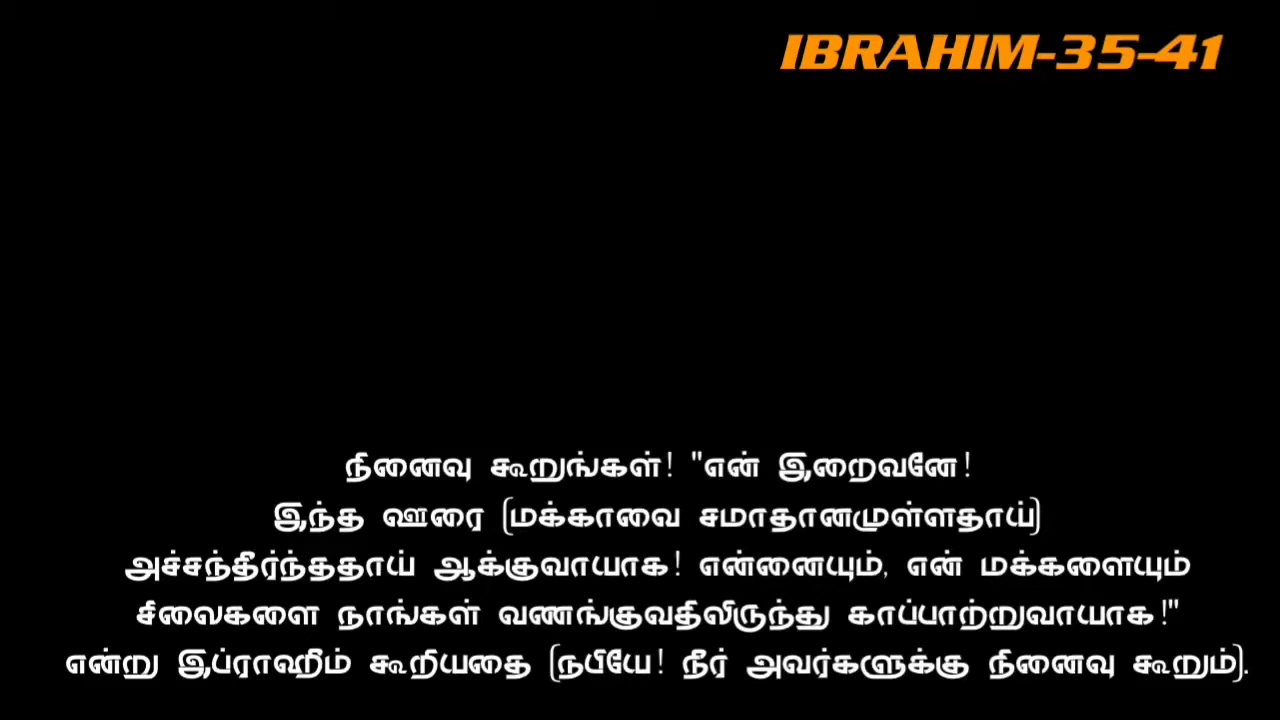 IBRAHIM-35-41
நினைவு கூறுங்கள்! "என் இறைவனே!
இந்த ஊரை (மக்காவை சமாதானமுள்ளதாய்)
அச்சந்தீர்ந்ததாய் ஆக்குவாயாக! என்னையும், என் மக்களையும்
சிலைகளை நாங்கள் வணங்குவதிலிருந்து காப்பாற்றுவாயாக!"
என்று இப்ராஹீம் கூறியதை (நபியே! நீர் அவர்களுக்கு நினைவு கூறும்).